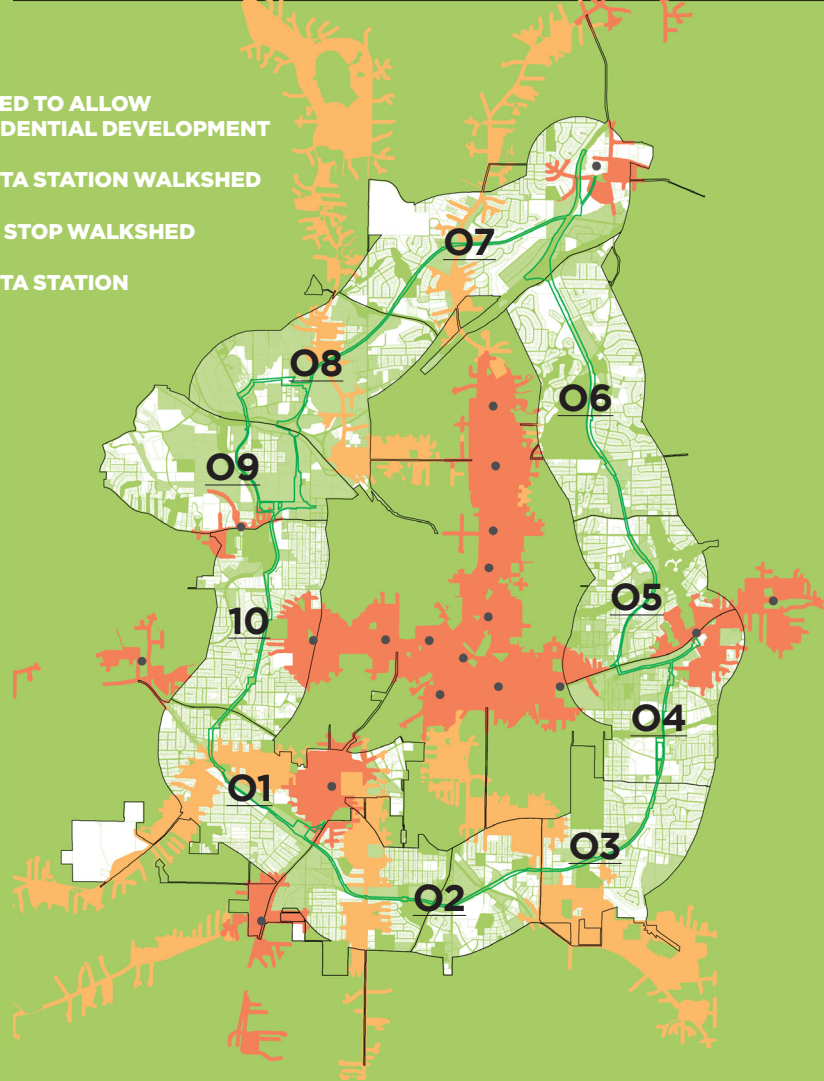 ED TO ALLOW
DENTIAL DEVELOPMENT
TA STATION WALKSHED
STOP WALKSHED
TA STATION
07
08
06
09
05
10
04
01
03
02